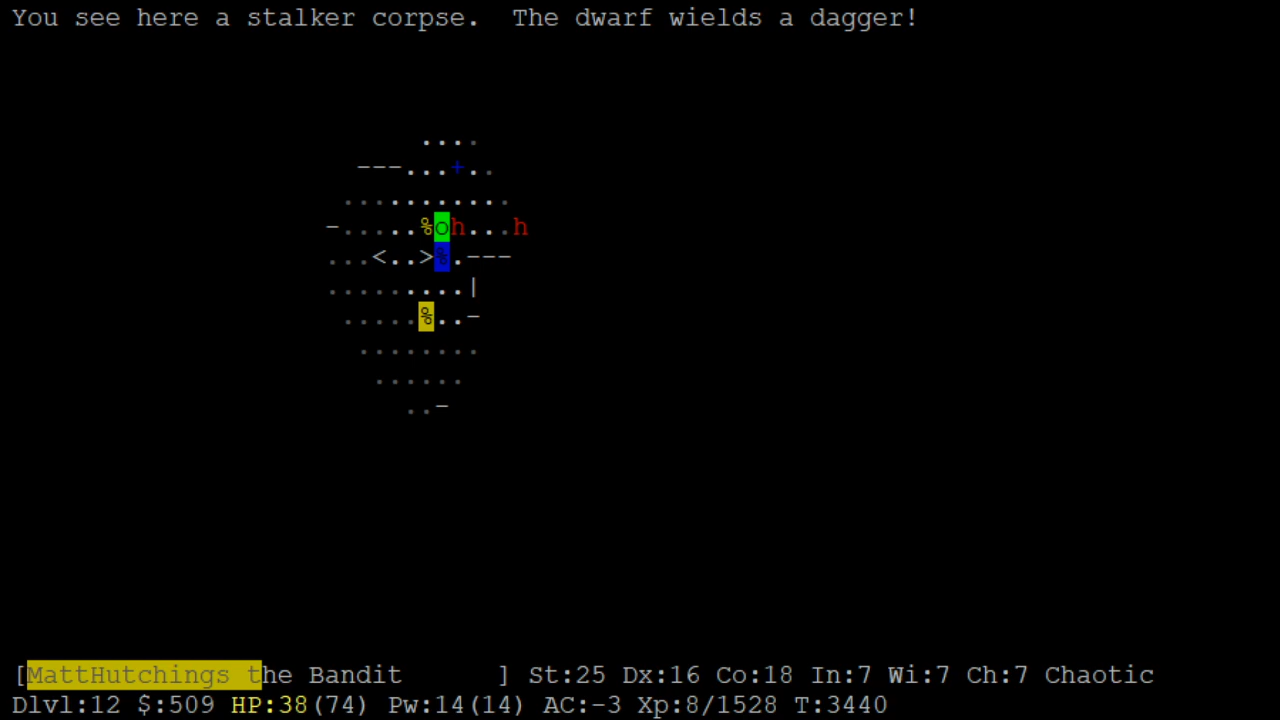 You see here a stalker corpse.  The dwarf wields a dagger!
. . . .
---...+..
..........
-.....%oh...h
...<..>%.---
.........|
.....%..-
........
......
..-
[MattHutchings the Bandit      ] St:25 Dx:16 Co:18 In:7 Wi:7 Ch:7 Chaotic
Dlvl:12 $:509 HP:38(74) Pw:14(14) AC:-3 Xp:8/1528 T:3440